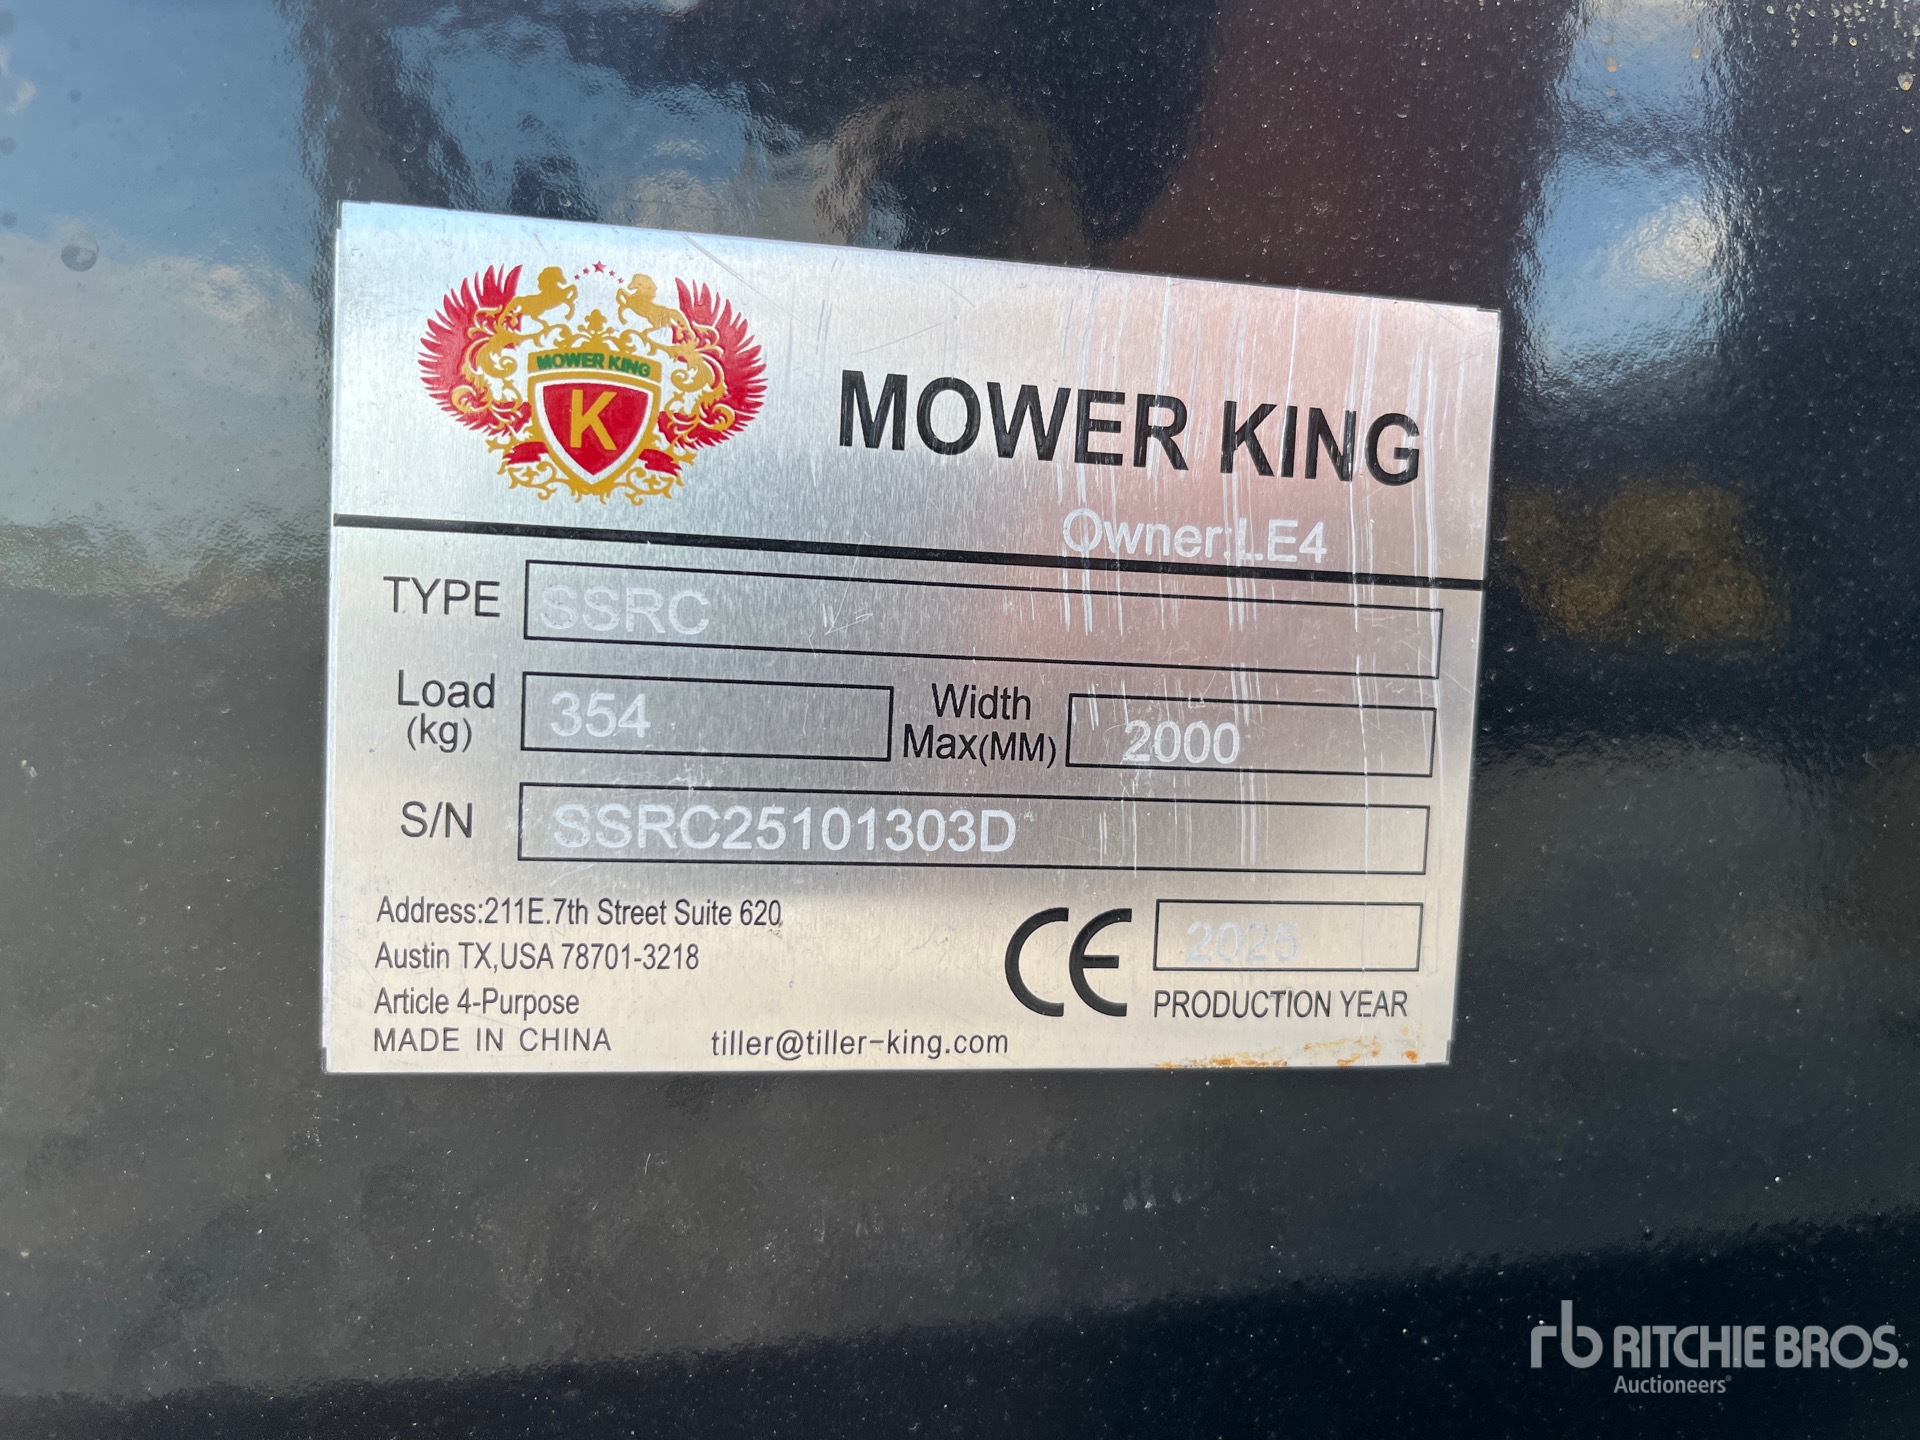 MOWER KING
K
MOWER KING
Owner:LE4
TYPE SSRC
Load (kg) 354 Width Max(MM) 2000
S/N SSRC25101303D
Address:211E.7th Street Suite 620,
Austin TX,USA 78701-3218
Article 4-Purpose
MADE IN CHINA tiller@tiller-king.com
CE 2025
PRODUCTION YEAR
rb RITCHIE BROS.
Auctioneers